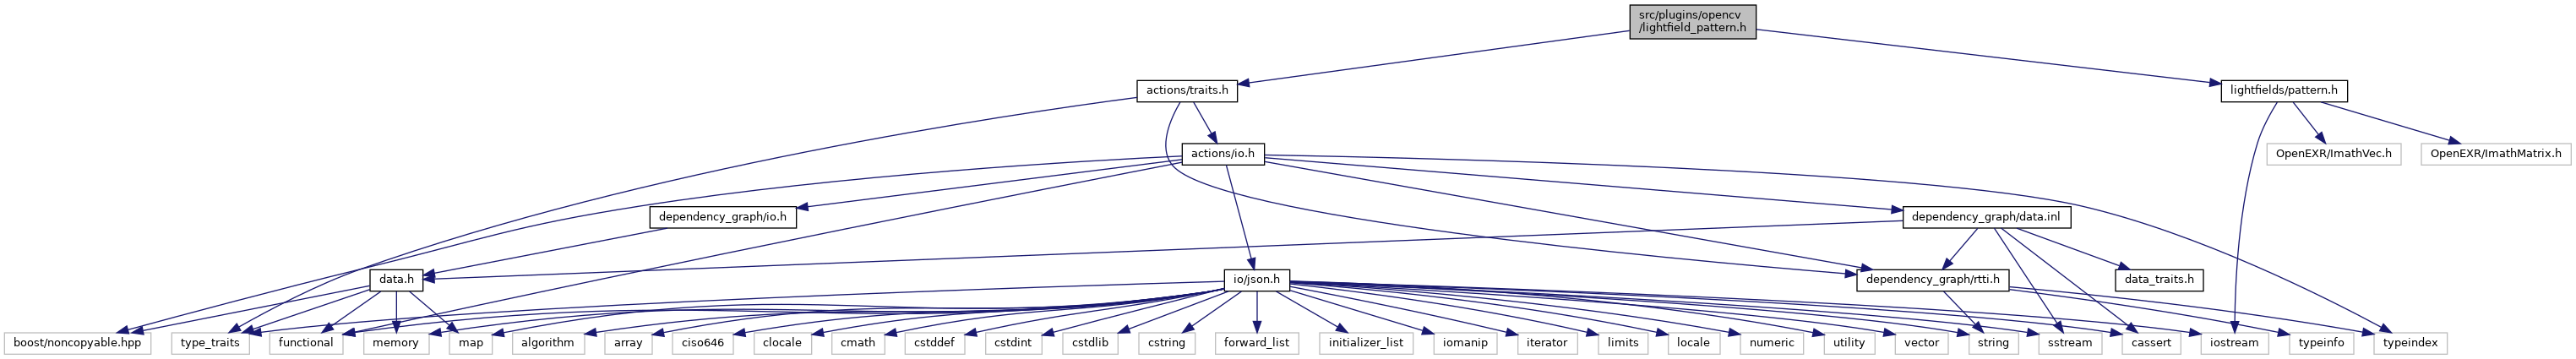 src/plugins/opencv
/lightfield_pattern.h
actions/traits.h
lightfields/pattern.h
actions/io.h
OpenEXR/ImathVec.h
OpenEXR/ImathMatrix.h
dependency_graph/io.h
dependency_graph/data.inl
data.h
io/json.h
dependency_graph/rtti.h
data_traits.h
boost/noncopyable.hpp
type_traits
functional
memory
map
algorithm
array
ciso646
clocale
cmath
cstddef
cstdint
cstdlib
cstring
forward_list
initializer_list
iomanip
iterator
limits
locale
numeric
utility
vector
string
sstream
cassert
iostream
typeinfo
typeindex